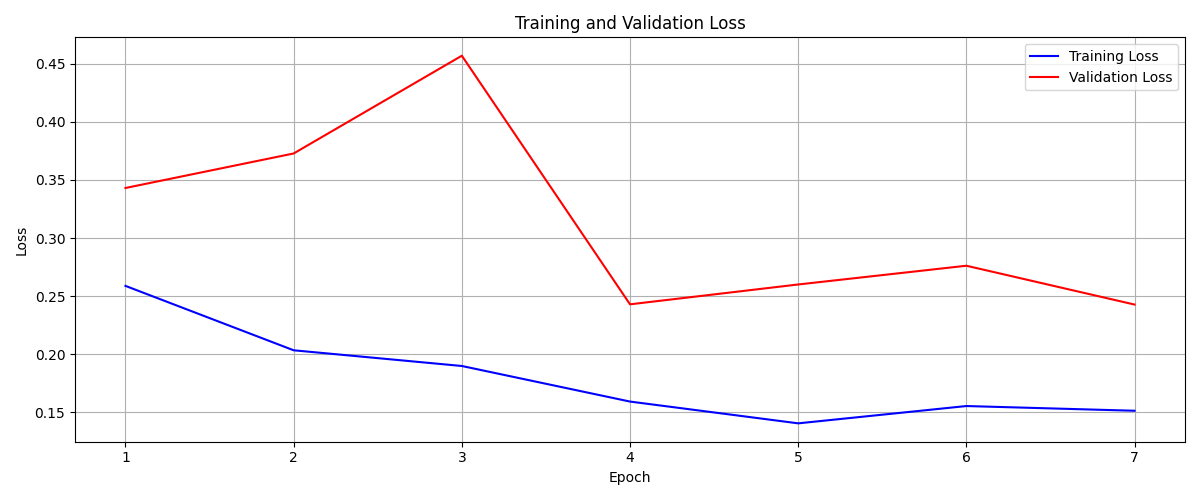 Training and Validation Loss
Training Loss
Validation Loss
0.45
0.40
0.35
0.30
0.25
0.20
0.15
Loss
1 2 3 4 5 6 7
Epoch